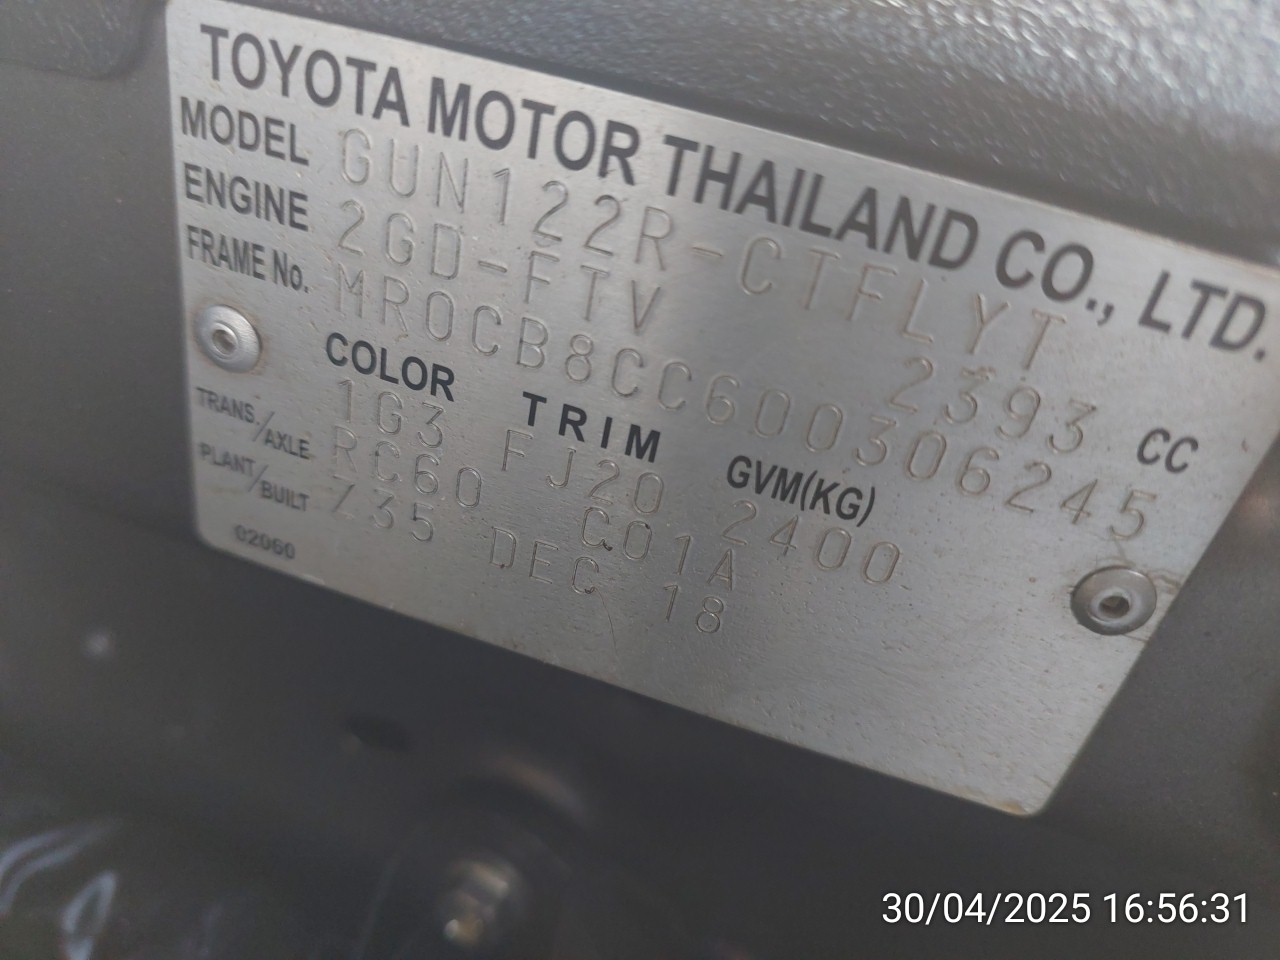 TOYOTA MOTOR THAILAND CO., LTD.
MODEL GUN122R-CTFLYT
ENGINE 2GD-FTV 2393 CC
FRAME No. MR0CB8CC600306245
COLOR TRIM GVM(KG)
1G3 FJ20 2400
TRANS./AXLE RC60 C01A
PLANT/BUILT Z35 DEC 18
02060
30/04/2025 16:56:31